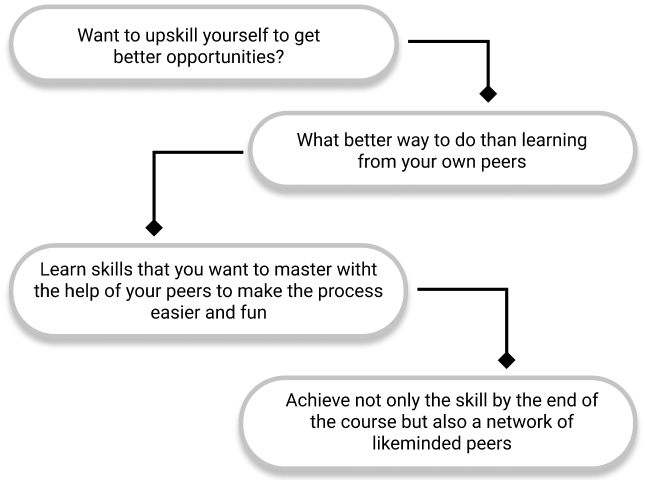 Want to upskill yourself to get
better opportunities?
What better way to do than learning
from your own peers
Learn skills that you want to master witht
the help of your peers to make the process
easier and fun
Achieve not only the skill by the end of
the course but also a network of
likeminded peers